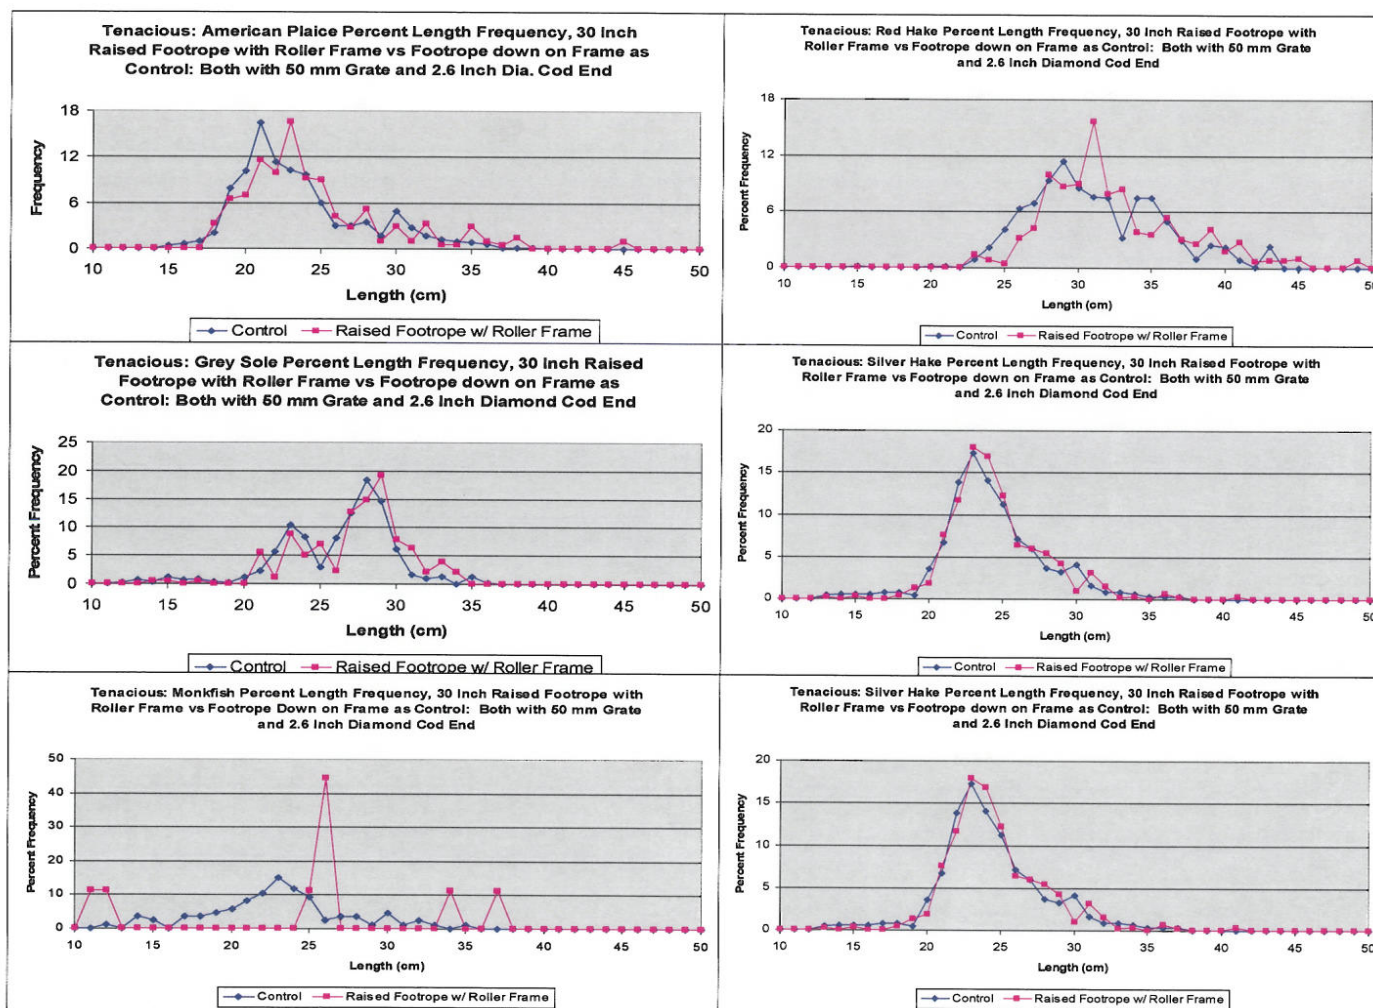 Tenacious: American Plaice Percent Length Frequency, 30 Inch
Raised Footrope with Roller Frame vs Footrope down on Frame as
Control: Both with 50 mm Grate and 2.6 Inch Dia. Cod End
Frequency
18
12
6
0
10 15 20 25 30 35 40 45 50
Length (cm)
Control Raised Footrope w/ Roller Frame
Tenacious: Red Hake Percent Length Frequency, 30 Inch Raised Footrope with
Roller Frame vs Footrope down on Frame as Control: Both with 50 mm Grate
and 2.6 Inch Diamond Cod End
Percent Frequency
18
12
6
0
10 15 20 25 30 35 40 45 50
Length (cm)
Control Raised Footrope w/ Roller Frame
Tenacious: Grey Sole Percent Length Frequency, 30 Inch Raised
Footrope with Roller Frame vs Footrope down on Frame as
Control: Both with 50 mm Grate and 2.6 Inch Diamond Cod End
Percent Frequency
25
20
15
10
5
0
10 15 20 25 30 35 40 45 50
Length (cm)
Control Raised Footrope w/ Roller Frame
Tenacious: Silver Hake Percent Length Frequency, 30 Inch Raised Footrope with
Roller Frame vs Footrope down on Frame as Control: Both with 50 mm Grate
and 2.6 Inch Diamond Cod End
Percent Frequency
20
15
10
5
0
10 15 20 25 30 35 40 45 50
Length (cm)
Control Raised Footrope w/ Roller Frame
Tenacious: Monkfish Percent Length Frequency, 30 Inch Raised Footrope with
Roller Frame vs Footrope Down on Frame as Control: Both with 50 mm Grate
and 2.6 Inch Diamond Cod End
Percent Frequency
50
40
30
20
10
0
10 15 20 25 30 35 40 45 50
Length (cm)
Control Raised Footrope w/ Roller Frame
Tenacious: Silver Hake Percent Length Frequency, 30 Inch Raised Footrope with
Roller Frame vs Footrope down on Frame as Control: Both with 50 mm Grate
and 2.6 Inch Diamond Cod End
Percent Frequency
20
15
10
5
0
10 15 20 25 30 35 40 45 50
Length (cm)
Control Raised Footrope w/ Roller Frame